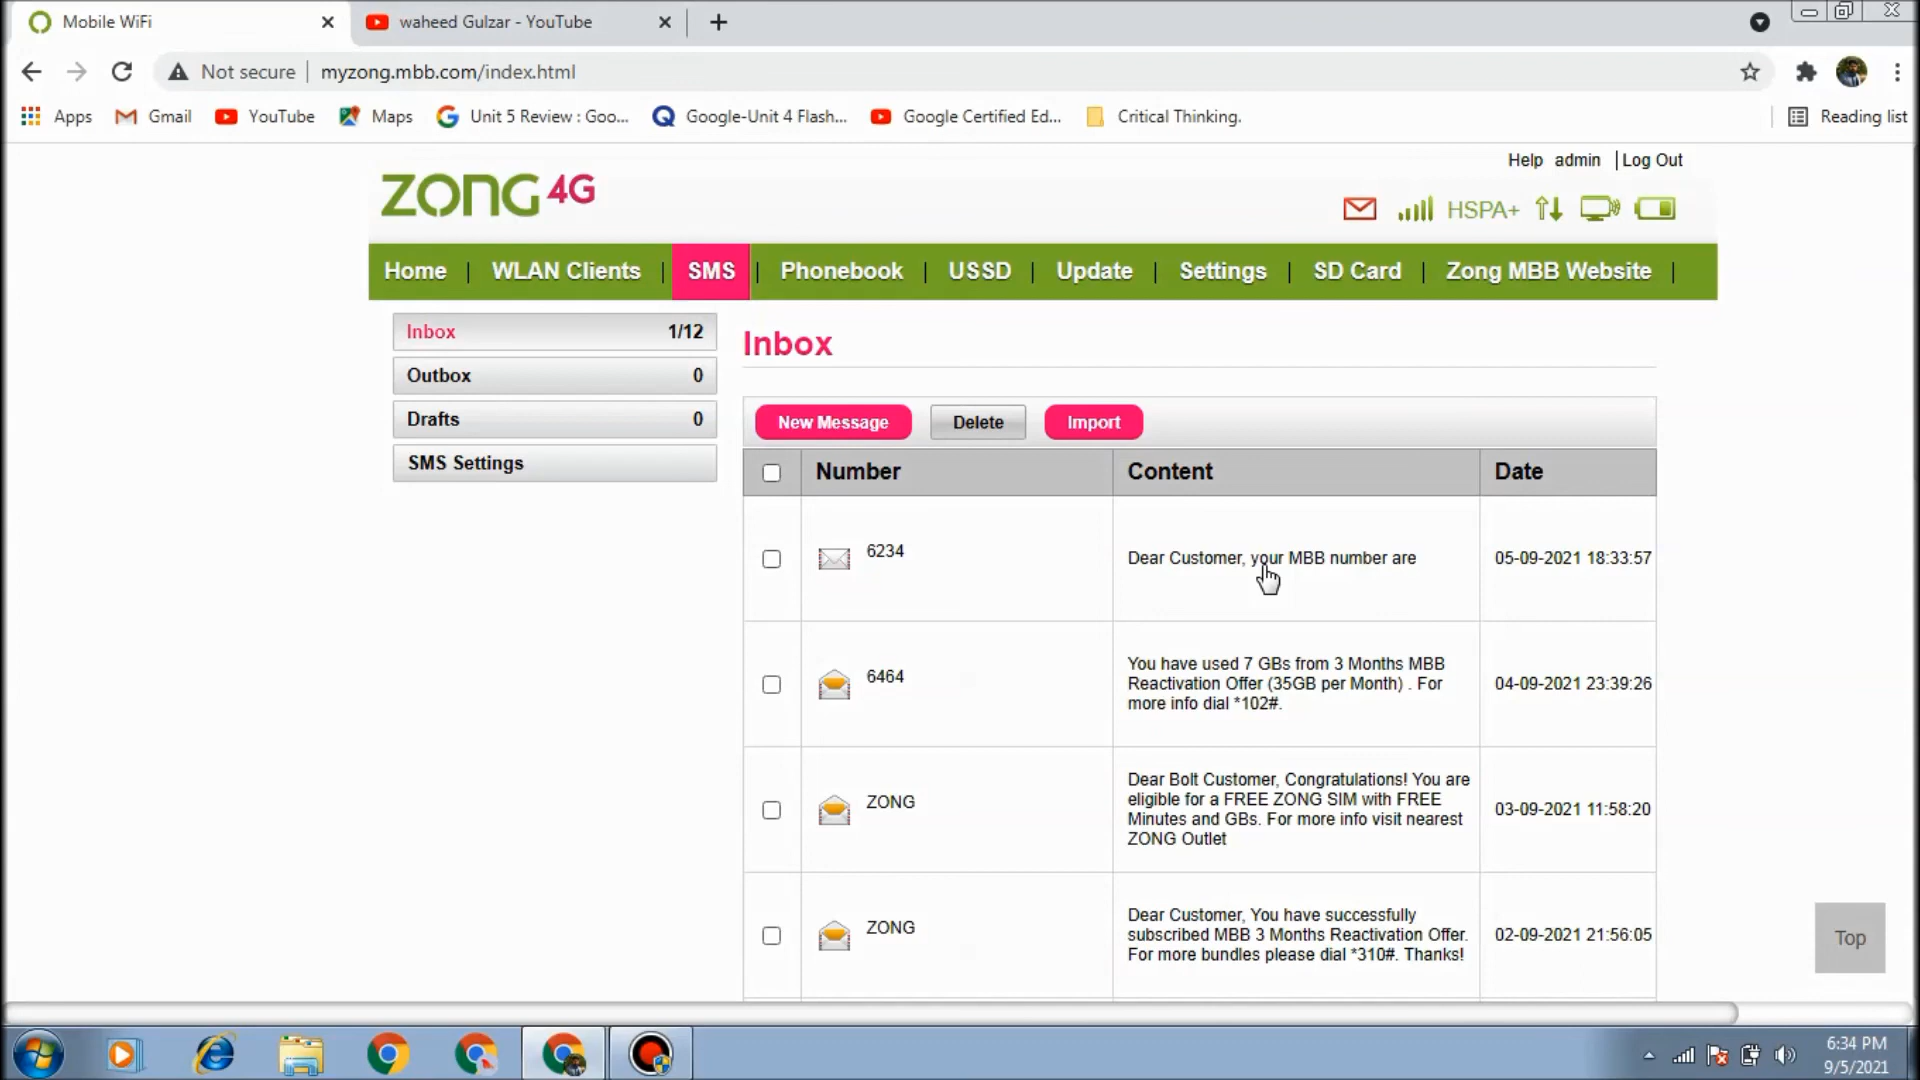 Mobile WiFi
waheed Gulzar - YouTube
Not secure
myzong.mbb.com/index.html
Apps
Gmail
YouTube
Maps
Unit 5 Review : Goo...
Google-Unit 4 Flash...
Google Certified Ed...
Critical Thinking.
Reading list
Help admin | Log Out
ZONG 4G
HSPA+
Home | WLAN Clients | SMS | Phonebook | USSD | Update | Settings | SD Card | Zong MBB Website |
Inbox 1/12
Outbox 0
Drafts 0
SMS Settings
Inbox
New Message Delete Import
Number Content Date
6234
Dear Customer, your MBB number are
05-09-2021 18:33:57
6464
You have used 7 GBs from 3 Months MBB
Reactivation Offer (35GB per Month) . For
more info dial *102#.
04-09-2021 23:39:26
ZONG
Dear Bolt Customer, Congratulations! You are
eligible for a FREE ZONG SIM with FREE
Minutes and GBs. For more info visit nearest
ZONG Outlet
03-09-2021 11:58:20
ZONG
Dear Customer, You have successfully
subscribed MBB 3 Months Reactivation Offer.
For more bundles please dial *310#. Thanks!
02-09-2021 21:56:05
Top
6:34 PM
9/5/2021